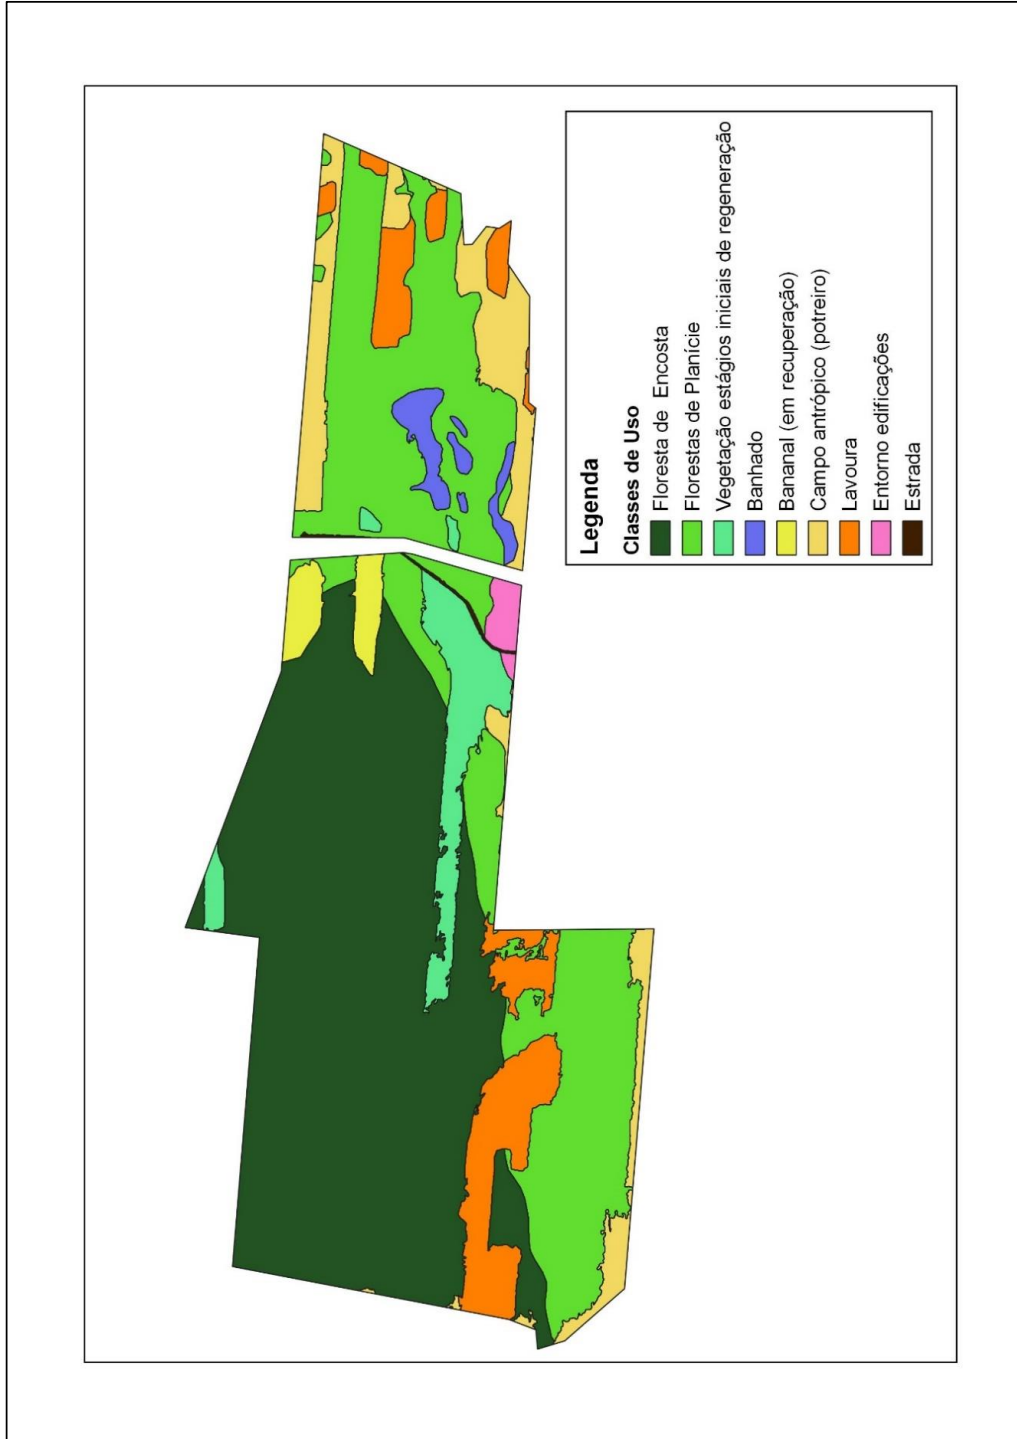 Legenda
Classes de Uso
Floresta de Encosta
Florestas de Planície
Vegetação estágios iniciais de regeneração
Banhado
Bananal (em recuperação)
Campo antrópico (potreiro)
Lavoura
Entorno edificações
Estrada